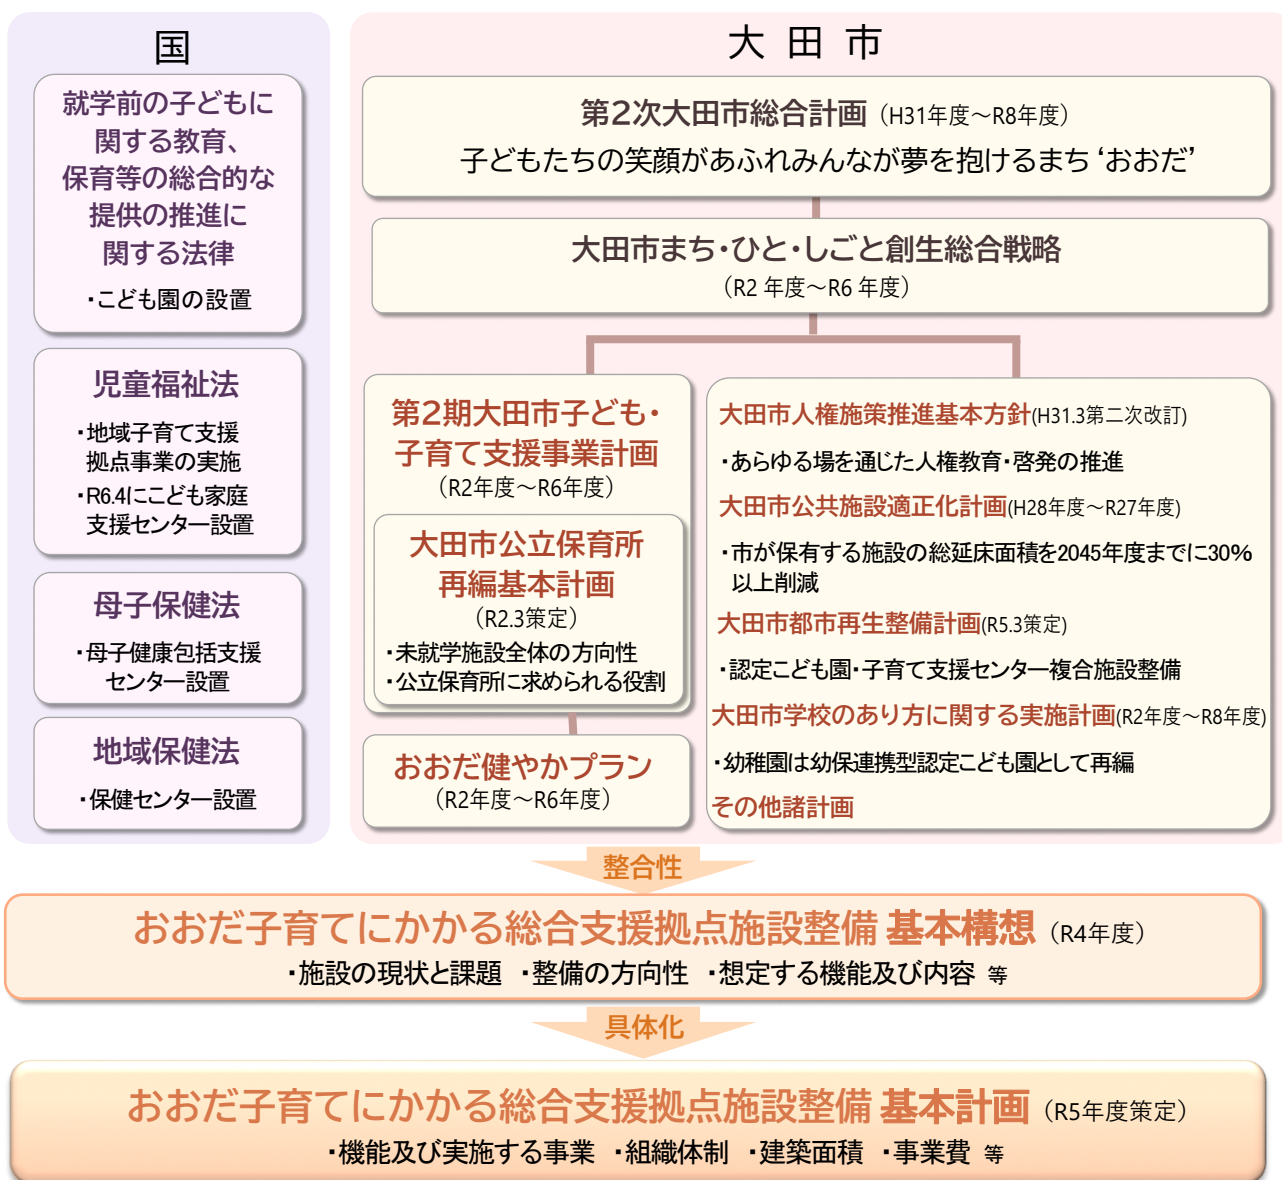 国
就学前の子どもに
関する教育、
保育等の総合的な
提供の推進に
関する法律
・こども園の設置
児童福祉法
・地域子育て支援
拠点事業の実施
・R6.4にこども家庭
支援センター設置
母子保健法
・母子健康包括支援
センター設置
地域保健法
・保健センター設置
大田市
第2次大田市総合計画（H31年度～R8年度）
子どもたちの笑顔があふれみんなが夢を抱けるまち ‘おおだ’
大田市まち・ひと・しごと創生総合戦略
（R2 年度～R6 年度）
第2期大田市子ども・
子育て支援事業計画
（R2年度～R6年度）
大田市公立保育所
再編基本計画
（R2.3策定）
・未就学施設全体の方向性
・公立保育所に求められる役割
おおだ健やかプラン
（R2年度～R6年度）
大田市人権施策推進基本方針(H31.3第二次改訂)
・あらゆる場を通じた人権教育・啓発の推進
大田市公共施設適正化計画(H28年度～R27年度)
・市が保有する施設の総延床面積を2045年度までに30%
以上削減
大田市都市再生整備計画(R5.3策定)
・認定こども園・子育て支援センター複合施設整備
大田市学校のあり方に関する実施計画(R2年度～R8年度)
・幼稚園は幼保連携型認定こども園として再編
その他諸計画
整合性
おおだ子育てにかかる総合支援拠点施設整備 基本構想（R4年度）
・施設の現状と課題 ・整備の方向性 ・想定する機能及び内容 等
具体化
おおだ子育てにかかる総合支援拠点施設整備 基本計画（R5年度策定）
・機能及び実施する事業 ・組織体制 ・建築面積 ・事業費 等